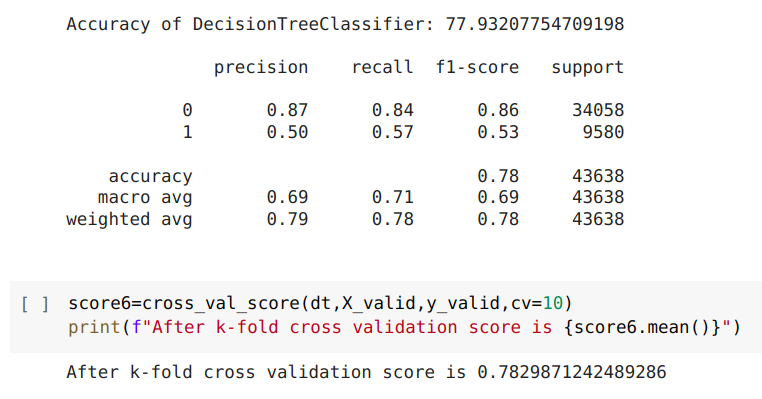 Accuracy of DecisionTreeClassifier: 77.93207754709198
precision recall f1-score support
0 0.87 0.84 0.86 34058
1 0.50 0.57 0.53 9580
accuracy 0.78 43638
macro avg 0.69 0.71 0.69 43638
weighted avg 0.79 0.78 0.78 43638
[ ] score6=cross_val_score(dt,X_valid,y_valid,cv=10)
print(f"After k-fold cross validation score is {score6.mean()}")
After k-fold cross validation score is 0.7829871242489286